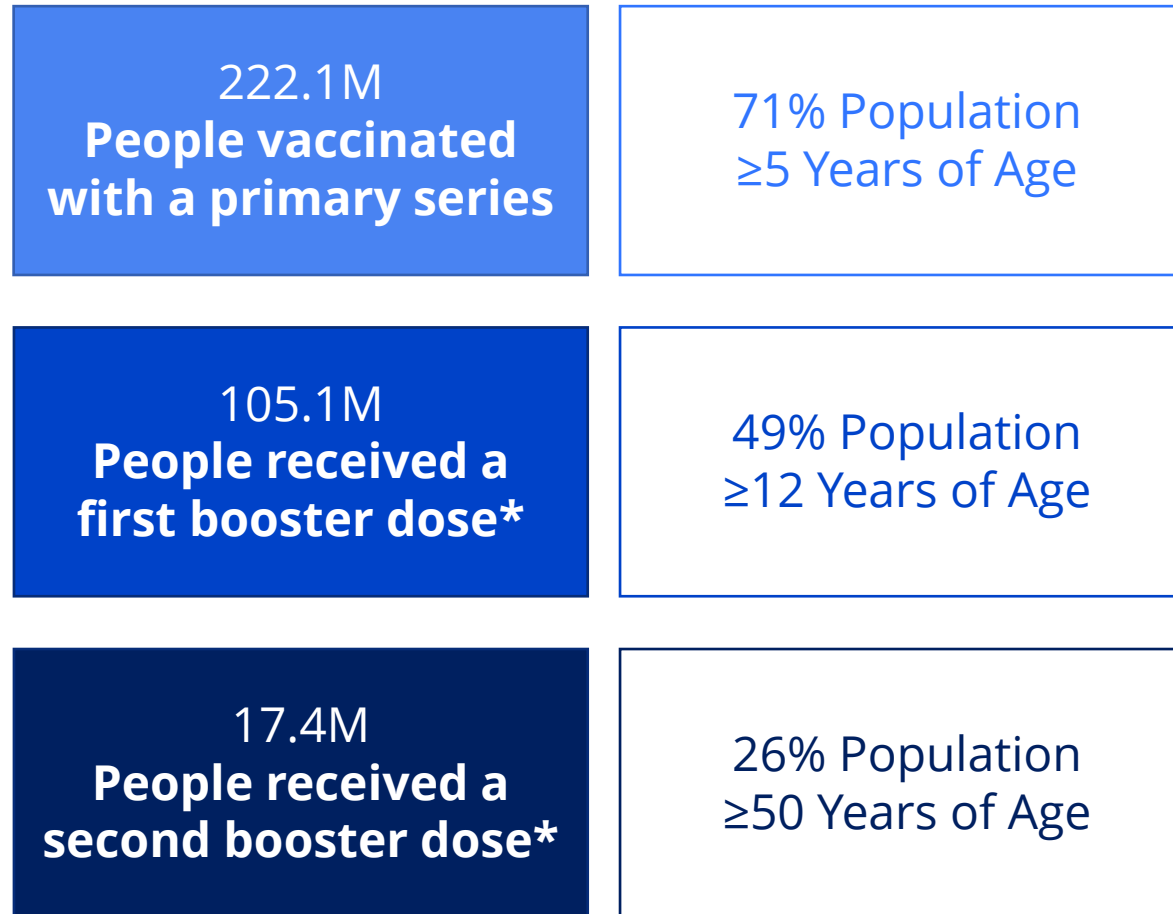 222.1M
People vaccinated
with a primary series
71% Population
≥5 Years of Age
105.1M
People received a
first booster dose*
49% Population
≥12 Years of Age
17.4M
People received a
second booster dose*
26% Population
≥50 Years of Age